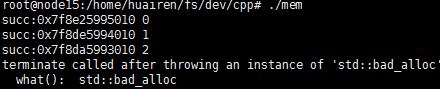 root@node15:/home/huairen/fs/dev/cpp# ./mem
succ:0x7f8e25995010 0
succ:0x7f8de5994010 1
succ:0x7f8da5993010 2
terminate called after throwing an instance of 'std::bad_alloc'
  what():  std::bad_alloc